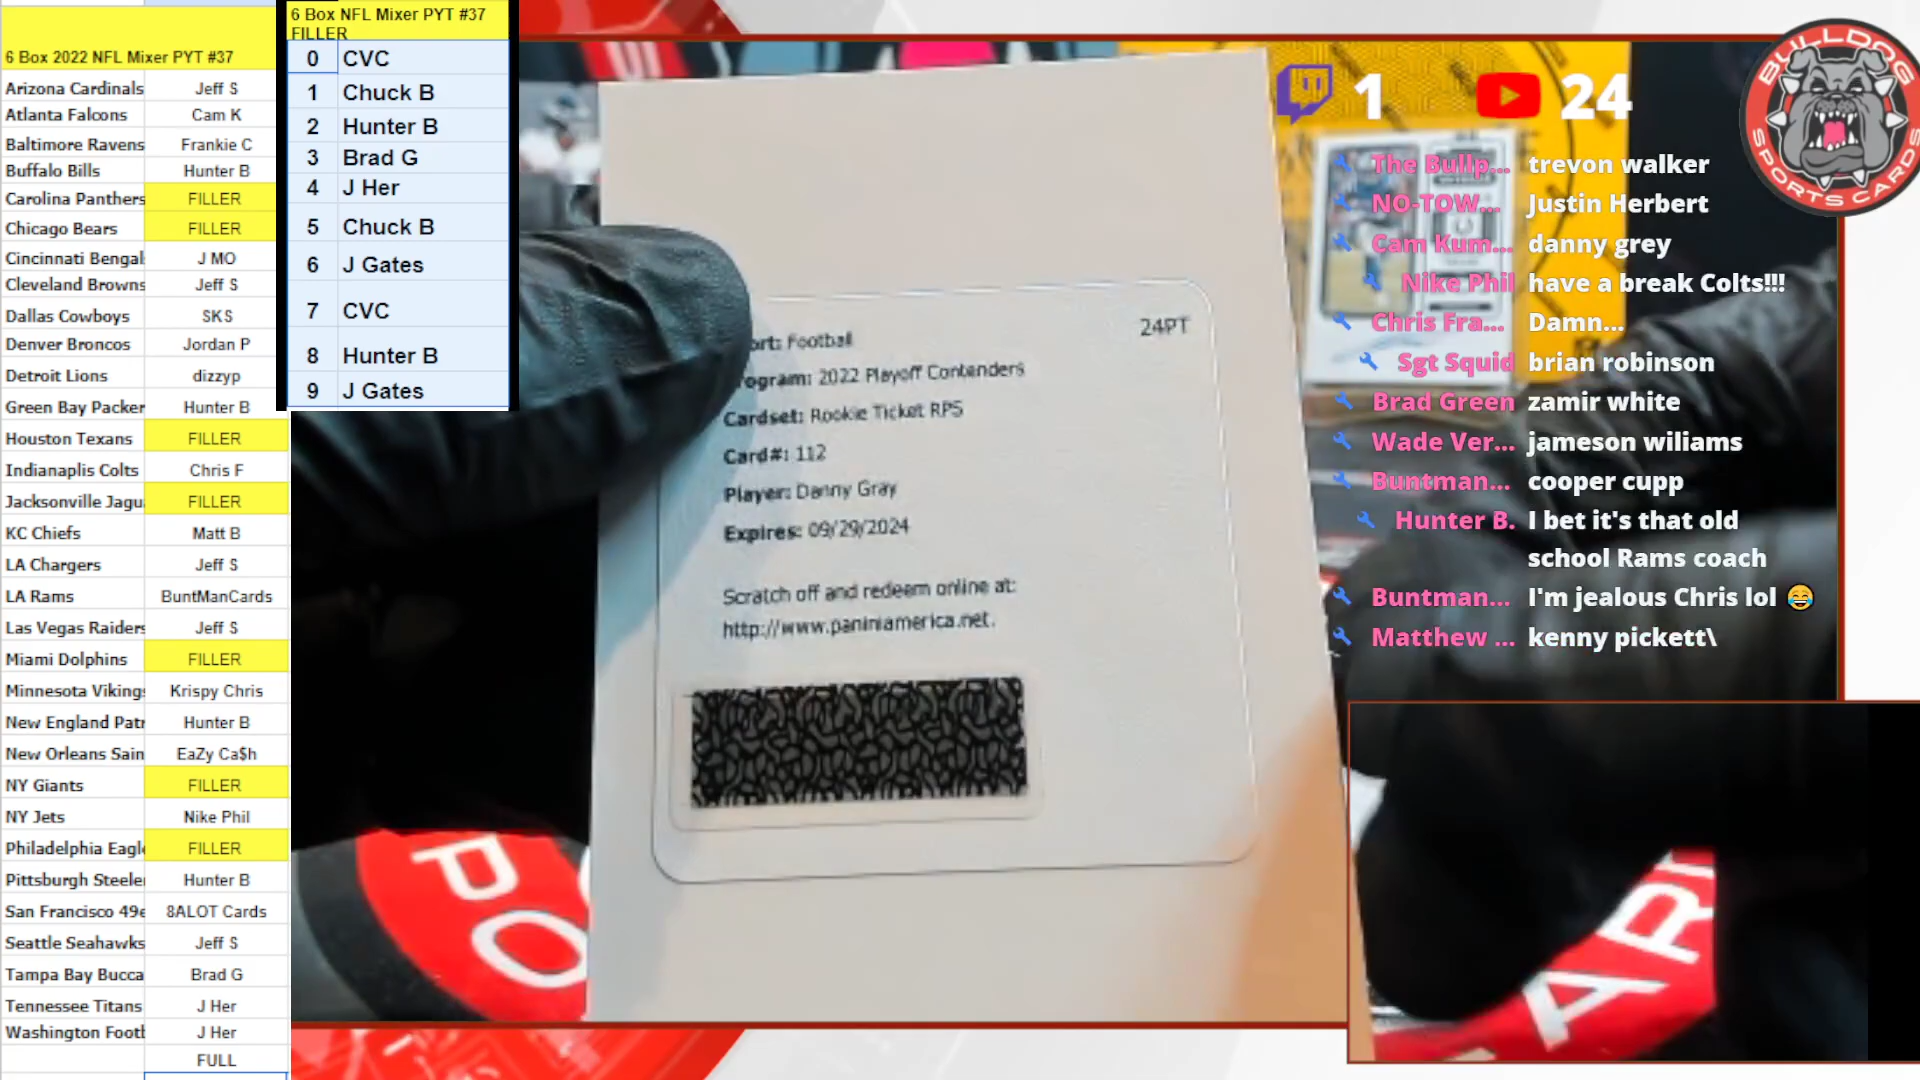 6 Box 2022 NFL Mixer PYT #37
Arizona Cardinals Jeff S
Atlanta Falcons Cam K
Baltimore Ravens Frankie C
Buffalo Bills Hunter B
Carolina Panthers FILLER
Chicago Bears FILLER
Cincinnati Bengal J MO
Cleveland Browns Jeff S
Dallas Cowboys SKS
Denver Broncos Jordan P
Detroit Lions dizzyp
Green Bay Packer Hunter B
Houston Texans FILLER
Indianaplis Colts Chris F
Jacksonville Jagu FILLER
KC Chiefs Matt B
LA Chargers Jeff S
LA Rams BuntManCards
Las Vegas Raiders Jeff S
Miami Dolphins FILLER
Minnesota Viking Krispy Chris
New England Patr Hunter B
New Orleans Sain EaZy Ca$h
NY Giants FILLER
NY Jets Nike Phil
Philadelphia Eagl FILLER
Pittsburgh Steele Hunter B
San Francisco 49e 8ALOT Cards
Seattle Seahawks Jeff S
Tampa Bay Bucca Brad G
Tennessee Titans J Her
Washington Footb J Her
FULL
6 Box NFL Mixer PYT #37
FILLER
0 CVC
1 Chuck B
2 Hunter B
3 Brad G
4 J Her
5 Chuck B
6 J Gates
7 CVC
8 Hunter B
9 J Gates
24PT
ort: Football
ogram: 2022 Playoff Contenders
Cardset: Rookie Ticket RPS
Card#: 112
Player: Danny Gray
Expires: 09/29/2024
Scratch off and redeem online at:
http://www.paniniamerica.net.
PO
1 24
BULLDOG
SPORTS CARDS
The Bullp... trevon walker
NO-TOW... Justin Herbert
Cam Kum... danny grey
Nike Phil have a break Colts!!!
Chris Fra... Damn...
Sgt Squid brian robinson
Brad Green zamir white
Wade Ver... jameson wiliams
Buntman... cooper cupp
Hunter B. I bet it's that old
school Rams coach
Buntman... I'm jealous Chris lol 😂
Matthew ... kenny pickett\
AR